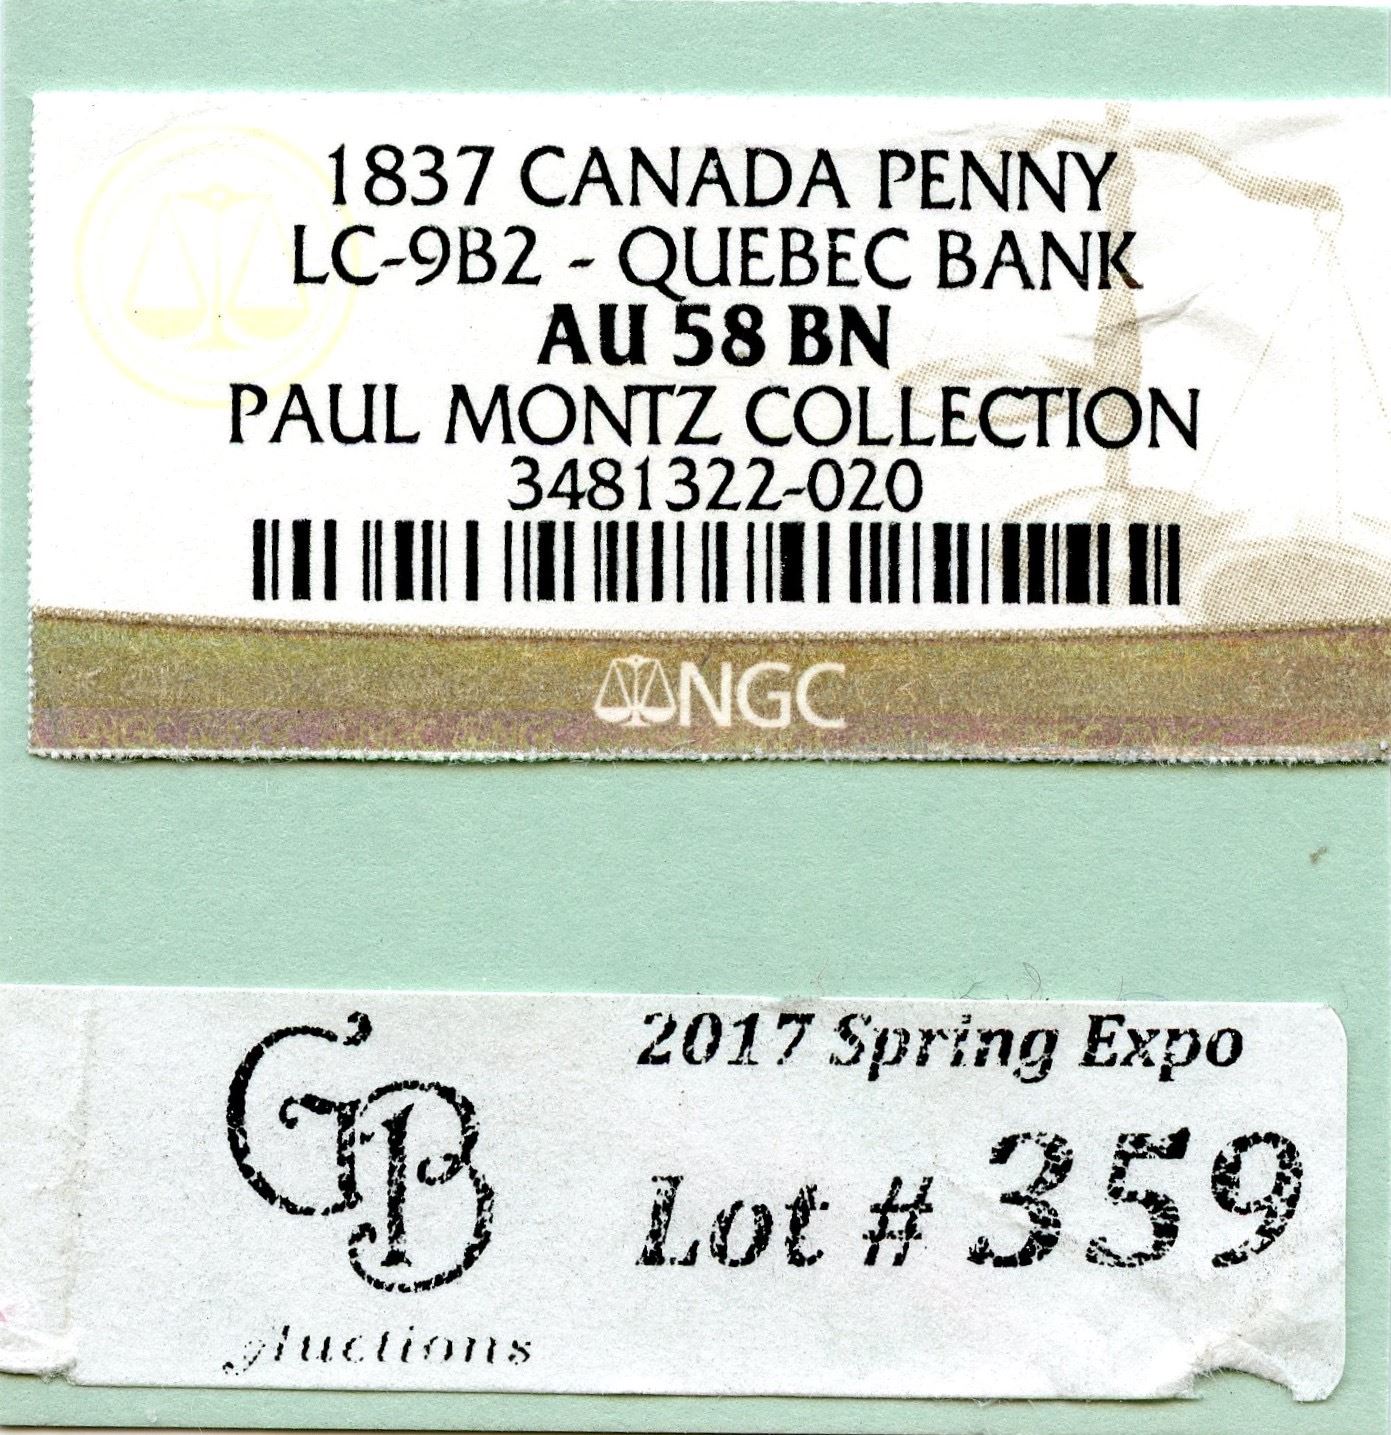 1837 CANADA PENNY
LC-9B2 - QUEBEC BANK
AU 58 BN
PAUL MONTZ COLLECTION
3481322-020
NGC
2017 Spring Expo
Lot # 359
GB
Auctions